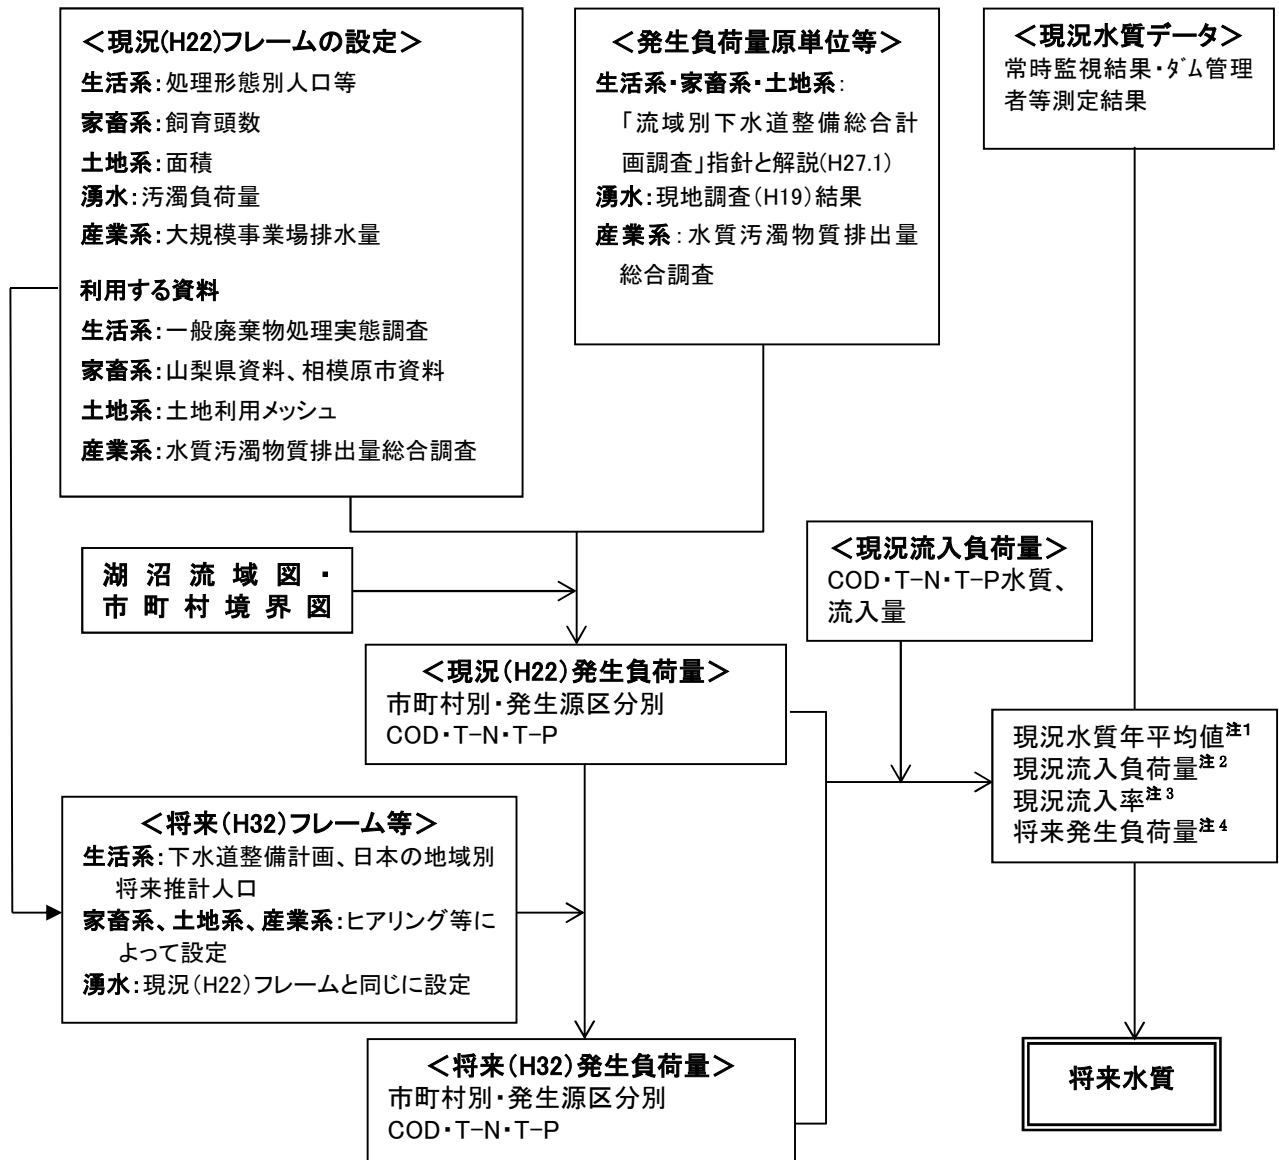 ＜現況(H22)フレームの設定＞
生活系：処理形態別人口等
家畜系：飼育頭数
土地系：面積
湧水：汚濁負荷量
産業系：大規模事業場排水量
利用する資料
生活系：一般廃棄物処理実態調査
家畜系：山梨県資料、相模原市資料
土地系：土地利用メッシュ
産業系：水質汚濁物質排出量総合調査
＜発生負荷量原単位等＞
生活系・家畜系・土地系：
「流域別下水道整備総合計
画調査」指針と解説(H27.1)
湧水：現地調査（H19）結果
産業系：水質汚濁物質排出量
総合調査
＜現況水質データ＞
常時監視結果・ﾀﾞﾑ管理
者等測定結果
湖沼流域図・
市町村境界図
＜現況流入負荷量＞
COD・T-N・T-P水質、
流入量
＜現況（H22）発生負荷量＞
市町村別・発生源区分別
COD・T-N・T-P
現況水質年平均値注1
現況流入負荷量注2
現況流入率注3
将来発生負荷量注4
＜将来（H32）フレーム等＞
生活系：下水道整備計画、日本の地域別
将来推計人口
家畜系、土地系、産業系：ヒアリング等に
よって設定
湧水：現況（H22）フレームと同じに設定
＜将来（H32）発生負荷量＞
市町村別・発生源区分別
COD・T-N・T-P
将来水質